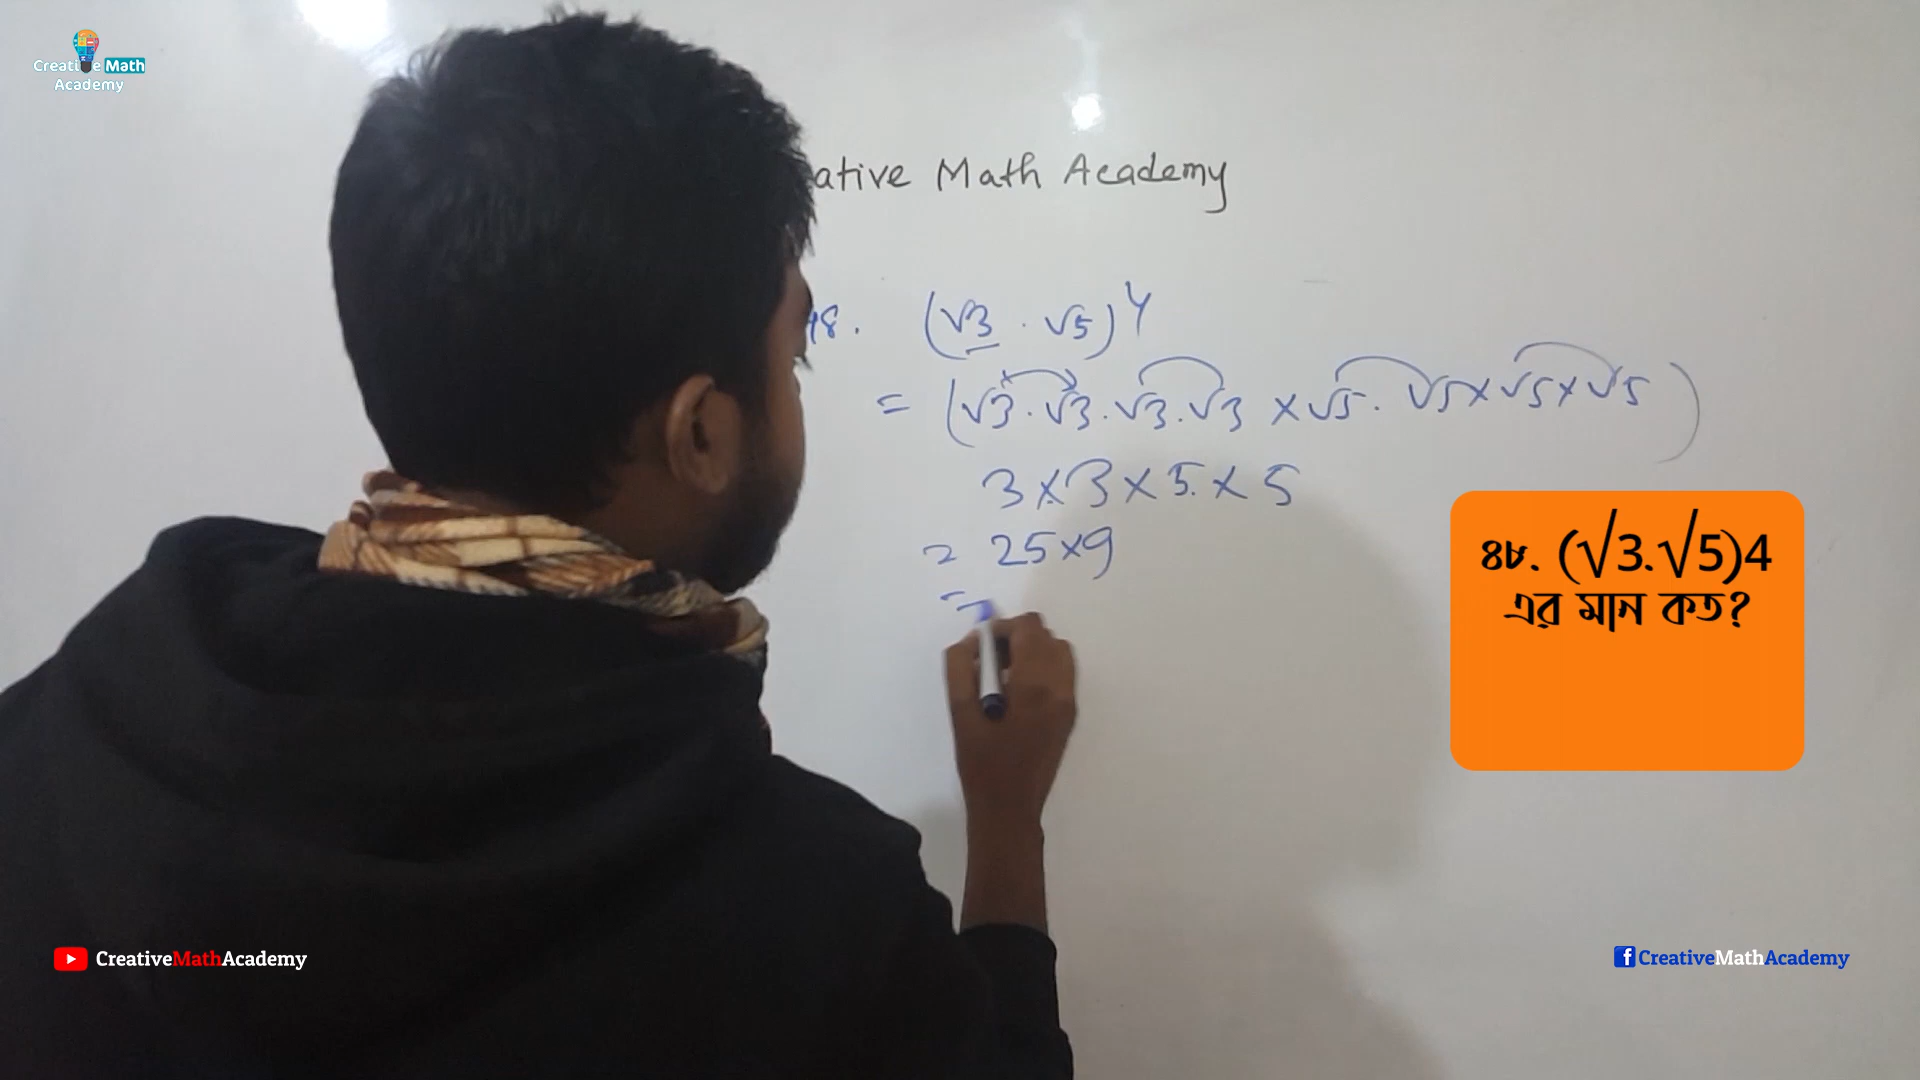 Creative Math
Academy
ative Math Academy
48. (√3 . √5)4
= (√3.√3.√3.√3 × √5. √5×√5×√5)
3×3×5×5
= 25×9
=
৪৮. (√3.√5)4
এর মান কত?
CreativeMathAcademy
CreativeMathAcademy